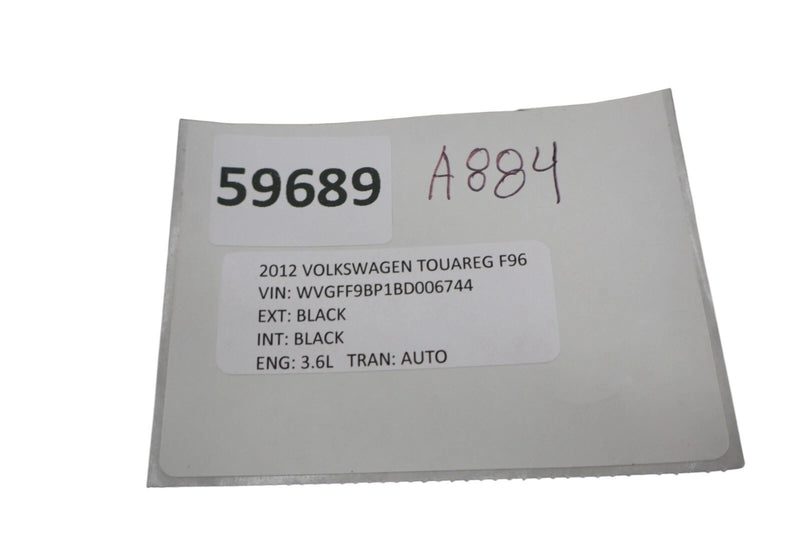 59689 A884
2012 VOLKSWAGEN TOUAREG F96
VIN: WVGFF9BP1BD006744
EXT: BLACK
INT: BLACK
ENG: 3.6L TRAN: AUTO